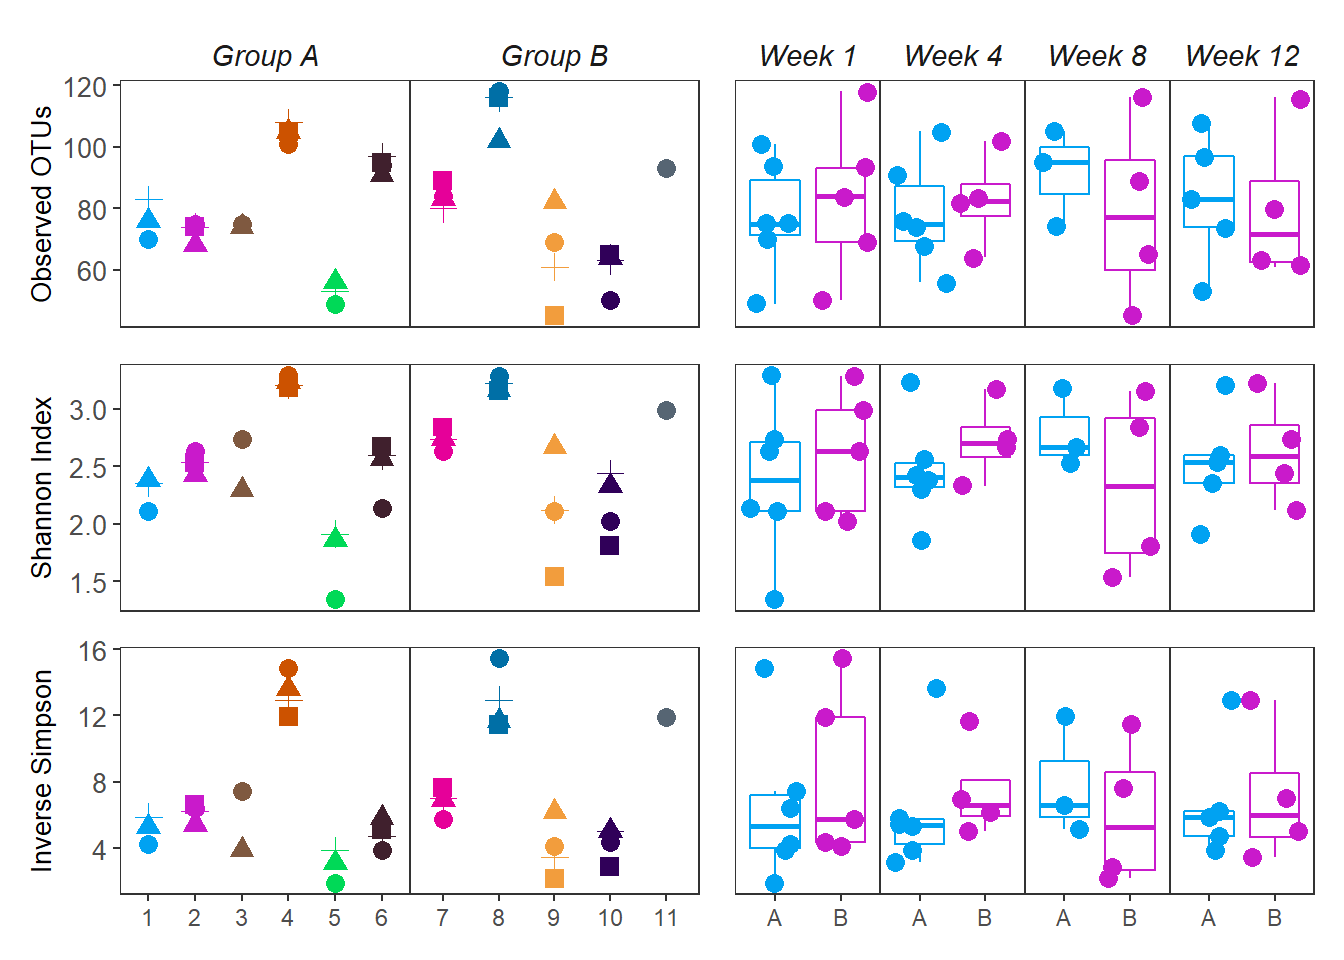 Group A Group B Week 1 Week 4 Week 8 Week 12
Observed OTUs
120
100
80
60
Shannon Index
3.0
2.5
2.0
1.5
Inverse Simpson
16
12
8
4
1 2 3 4 5 6 7 8 9 10 11 A B A B A B A B